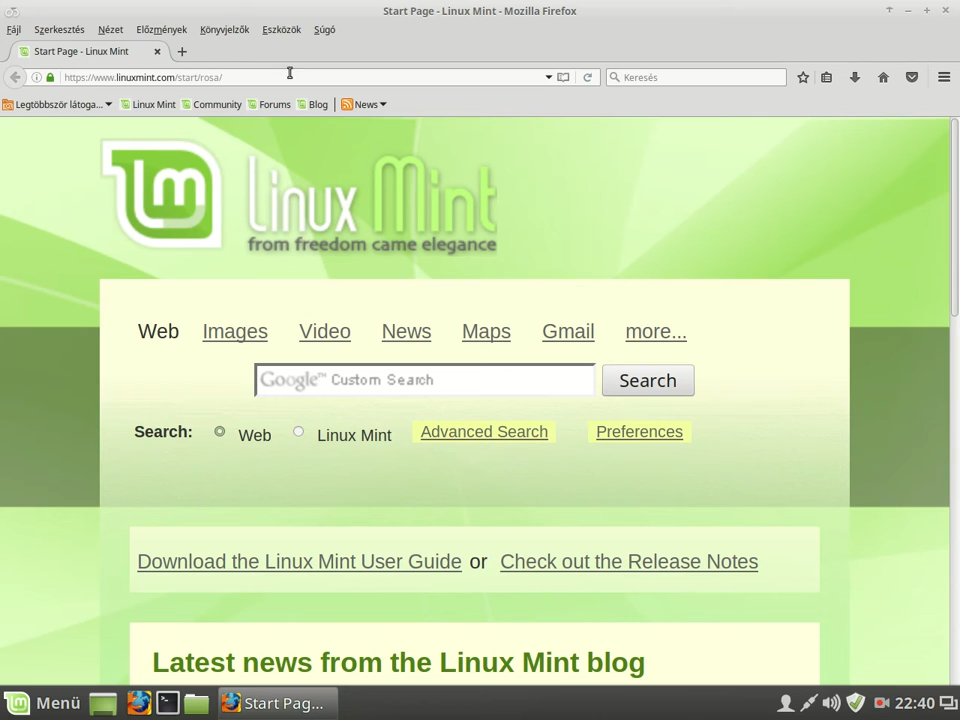 Start Page - Linux Mint - Mozilla Firefox
Fájl Szerkesztés Nézet Előzmények Könyvjelzők Eszközök Súgó
Start Page - Linux Mint
https://www.linuxmint.com/start/rosa/
Keresés
Legtöbbször látoga... Linux Mint Community Forums Blog News
Linux Mint
from freedom came elegance
Web Images Video News Maps Gmail more...
Google™ Custom Search Search
Search: Web Linux Mint Advanced Search Preferences
Download the Linux Mint User Guide or Check out the Release Notes
Latest news from the Linux Mint blog
Menü Start Pag... 22:40